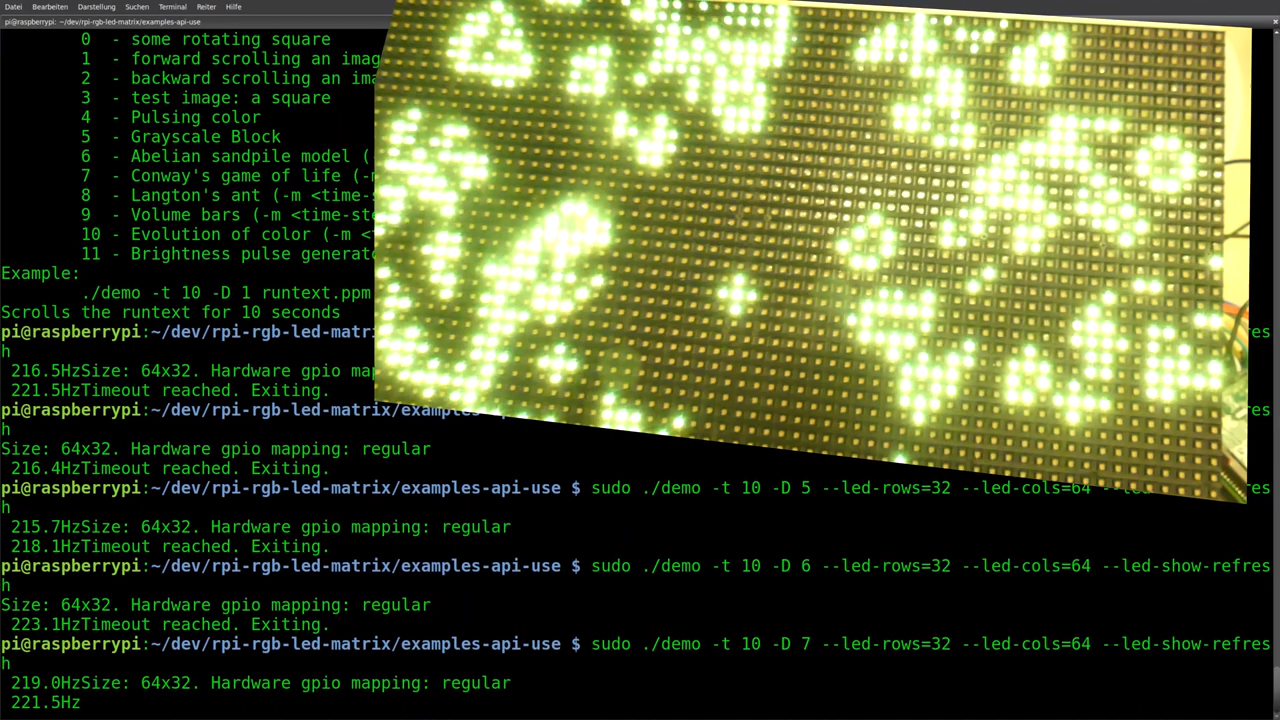 Datei Bearbeiten Darstellung Suchen Terminal Reiter Hilfe
pi@raspberrypi: ~/dev/rpi-rgb-led-matrix/examples-api-use
0 - some rotating square
1 - forward scrolling an imag
2 - backward scrolling an ima
3 - test image: a square
4 - Pulsing color
5 - Grayscale Block
6 - Abelian sandpile model (
7 - Conway's game of life (-m
8 - Langton's ant (-m <time-s
9 - Volume bars (-m <time-ste
10 - Evolution of color (-m <t
11 - Brightness pulse generato
Example:
./demo -t 10 -D 1 runtext.ppm
Scrolls the runtext for 10 seconds
pi@raspberrypi:~/dev/rpi-rgb-led-matri res
h
216.5HzSize: 64x32. Hardware gpio map
221.5HzTimeout reached. Exiting.
pi@raspberrypi:~/dev/rpi-rgb-led-matrix/examples- res
h
Size: 64x32. Hardware gpio mapping: regular
216.4HzTimeout reached. Exiting.
pi@raspberrypi:~/dev/rpi-rgb-led-matrix/examples-api-use $ sudo ./demo -t 10 -D 5 --led-rows=32 --led-cols=64 --led-show-refres
h
215.7HzSize: 64x32. Hardware gpio mapping: regular
218.1HzTimeout reached. Exiting.
pi@raspberrypi:~/dev/rpi-rgb-led-matrix/examples-api-use $ sudo ./demo -t 10 -D 6 --led-rows=32 --led-cols=64 --led-show-refres
h
Size: 64x32. Hardware gpio mapping: regular
223.1HzTimeout reached. Exiting.
pi@raspberrypi:~/dev/rpi-rgb-led-matrix/examples-api-use $ sudo ./demo -t 10 -D 7 --led-rows=32 --led-cols=64 --led-show-refres
h
219.0HzSize: 64x32. Hardware gpio mapping: regular
221.5Hz